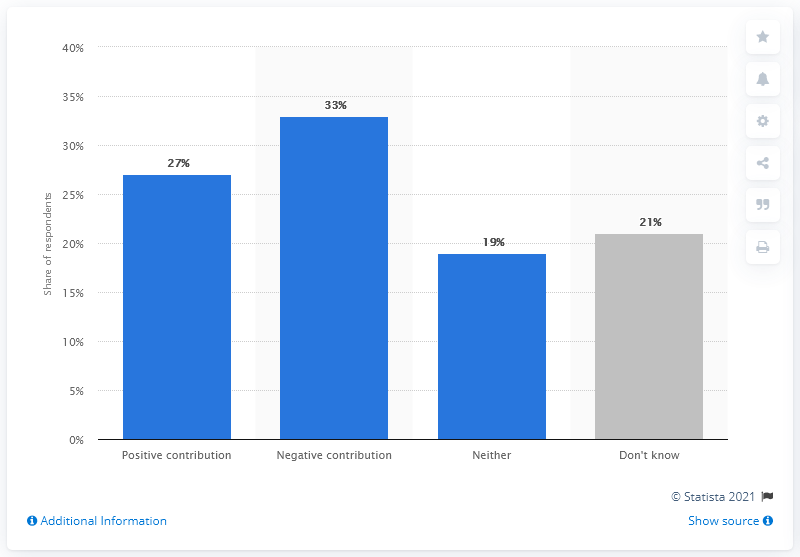 40%
35%
30%
25%
20%
15%
10%
5%
0%
Share of respondents
27%
33%
19%
21%
Positive contribution
Negative contribution
Neither
Don't know
© Statista 2021
Additional Information
Show source